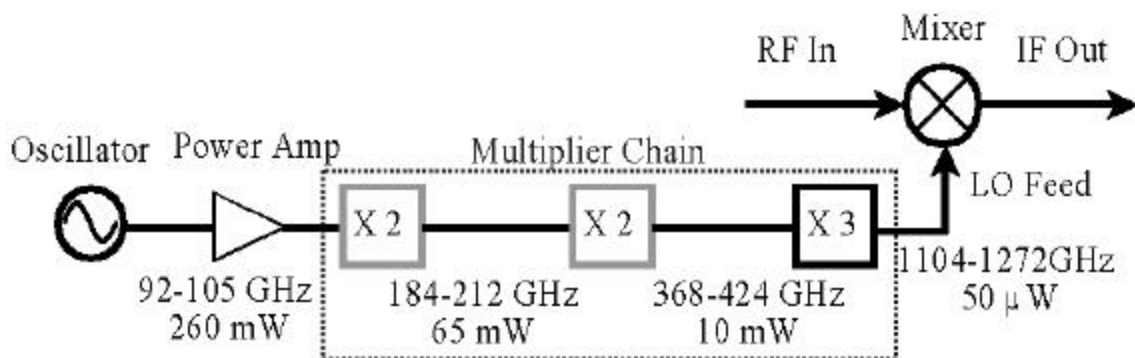 Mixer
RF In
IF Out
Oscillator
Power Amp
Multiplier Chain
LO Feed
X 2
X 2
X 3
92-105 GHz
260 mW
184-212 GHz
65 mW
368-424 GHz
10 mW
1104-1272GHz
50 μW